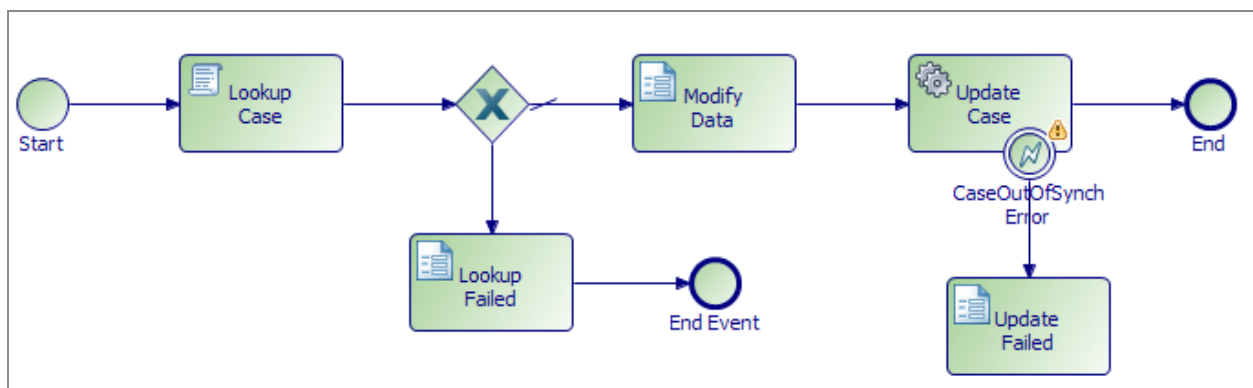 Start
Lookup
Case
Modify
Data
Update
Case
End
CaseOutOfSynch
Error
Lookup
Failed
End Event
Update
Failed